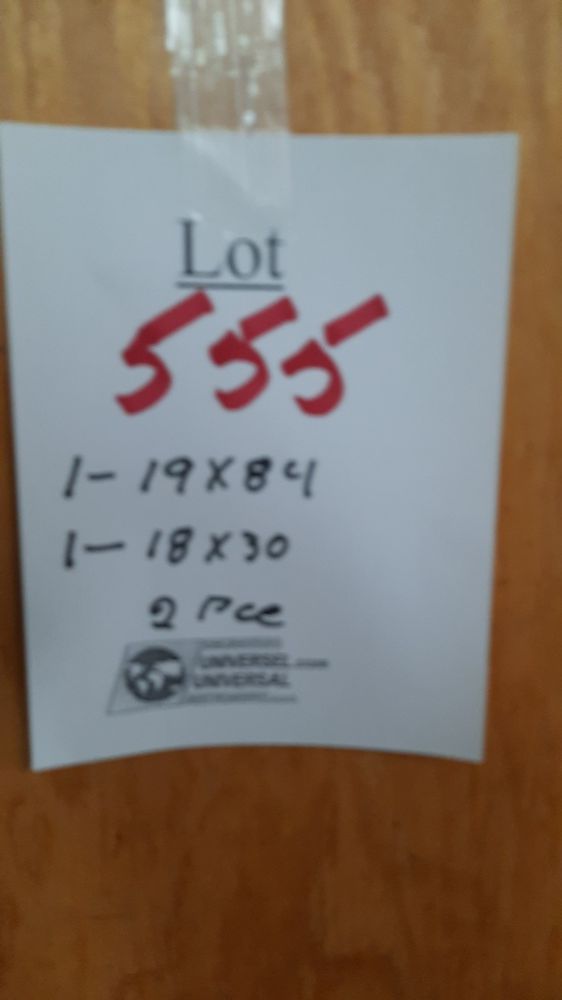 Lot
555
1- 19X84
1- 18X30
2 Pce
UNIVERSEL
UNIVERSAL